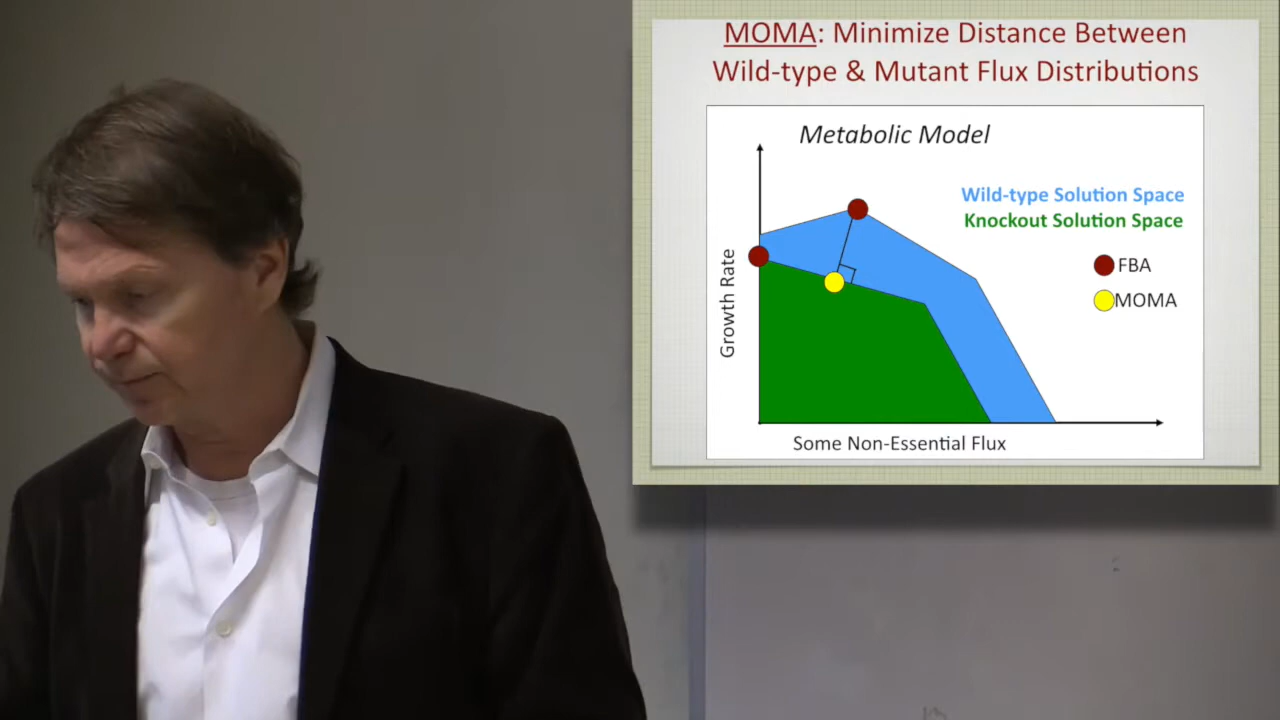 MOMA: Minimize Distance Between
Wild-type & Mutant Flux Distributions
Metabolic Model
Wild-type Solution Space
Knockout Solution Space
FBA
MOMA
Growth Rate
Some Non-Essential Flux